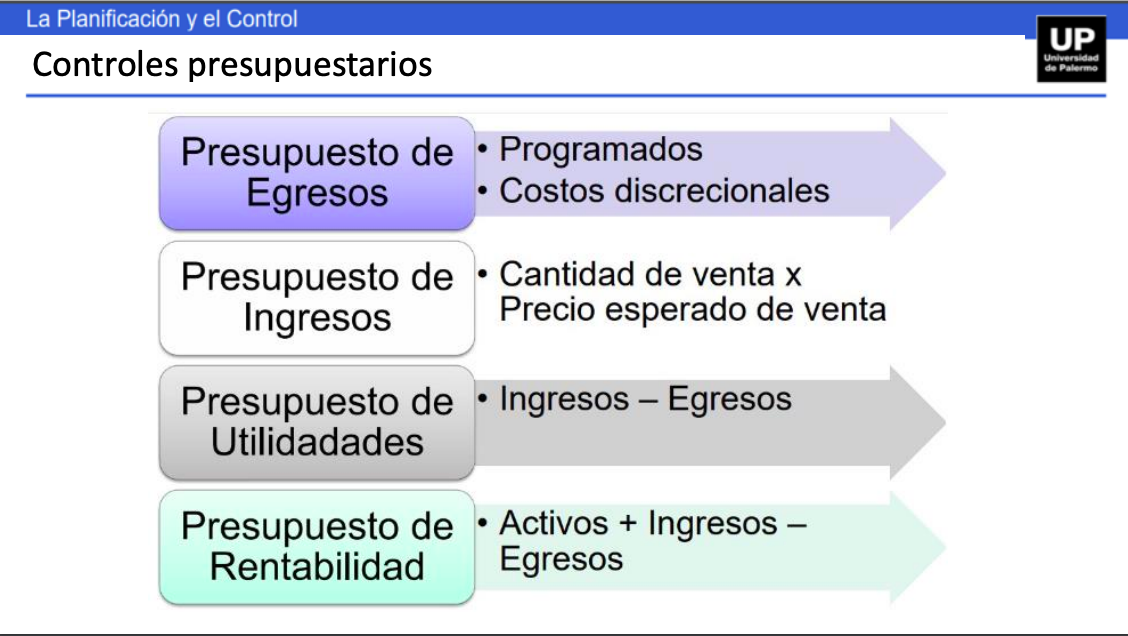 La Planificación y el Control
Controles presupuestarios
UP
Universidad
de Palermo
Presupuesto de
Egresos
• Programados
• Costos discrecionales
Presupuesto de
Ingresos
• Cantidad de venta x
Precio esperado de venta
Presupuesto de
Utilidadades
• Ingresos – Egresos
Presupuesto de
Rentabilidad
• Activos + Ingresos –
Egresos